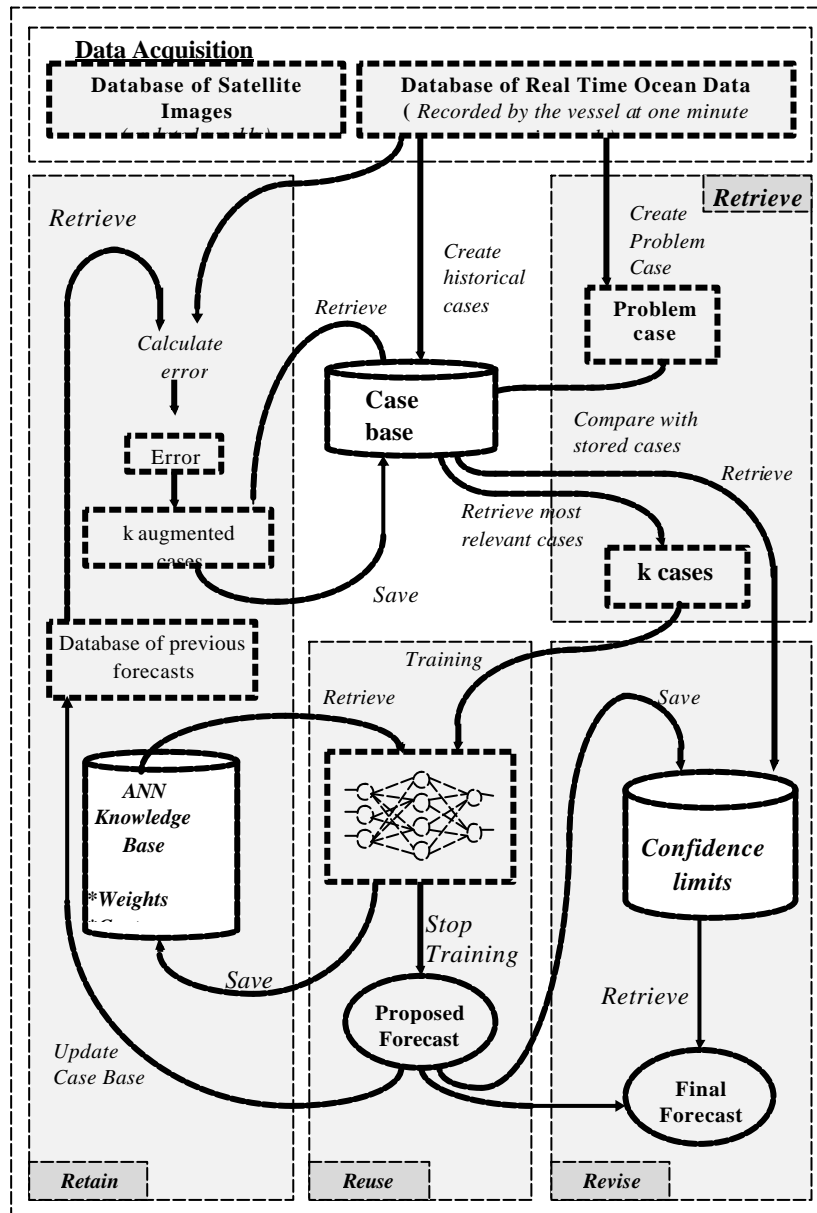 Data Acquisition
Database of Satellite
Images
Database of Real Time Ocean Data
( Recorded by the vessel at one minute
Retrieve
Retrieve
Create
Problem
Case
Create
historical
cases
Retrieve
Problem
case
Calculate
error
Case
base
Compare with
stored cases
Error
Retrieve
Retrieve most
relevant cases
k augmented
cases
k cases
Save
Database of previous
forecasts
Training
Retrieve
Save
ANN
Knowledge
Base
*Weights
Confidence
limits
Stop
Training
Save
Retrieve
Proposed
Forecast
Update
Case Base
Final
Forecast
Retain
Reuse
Revise